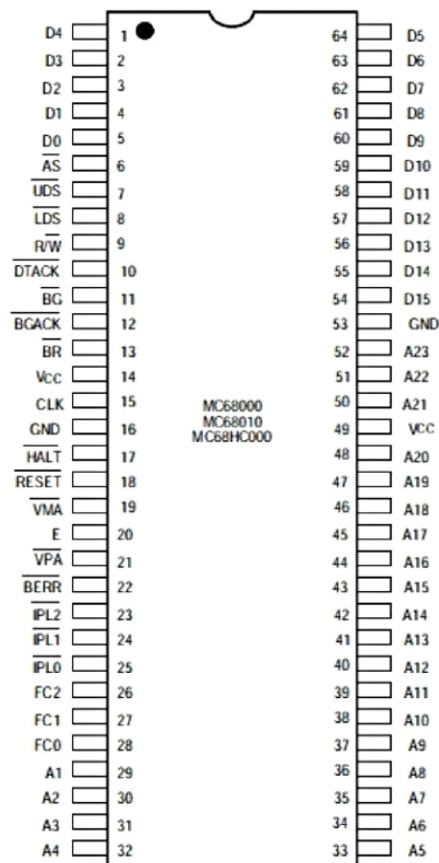 D4 1 64 D5
D3 2 63 D6
D2 3 62 D7
D1 4 61 D8
D0 5 60 D9
AS 6 59 D10
UDS 7 58 D11
LDS 8 57 D12
R/W 9 56 D13
DTACK 10 55 D14
BG 11 54 D15
BGACK 12 53 GND
BR 13 52 A23
VCC 14 51 A22
CLK 15 50 A21
MC68000
MC68010
MC68HC000
GND 16 49 VCC
HALT 17 48 A20
RESET 18 47 A19
VMA 19 46 A18
E 20 45 A17
VPA 21 44 A16
BERR 22 43 A15
IPL2 23 42 A14
IPL1 24 41 A13
IPL0 25 40 A12
FC2 26 39 A11
FC1 27 38 A10
FC0 28 37 A9
A1 29 36 A8
A2 30 35 A7
A3 31 34 A6
A4 32 33 A5